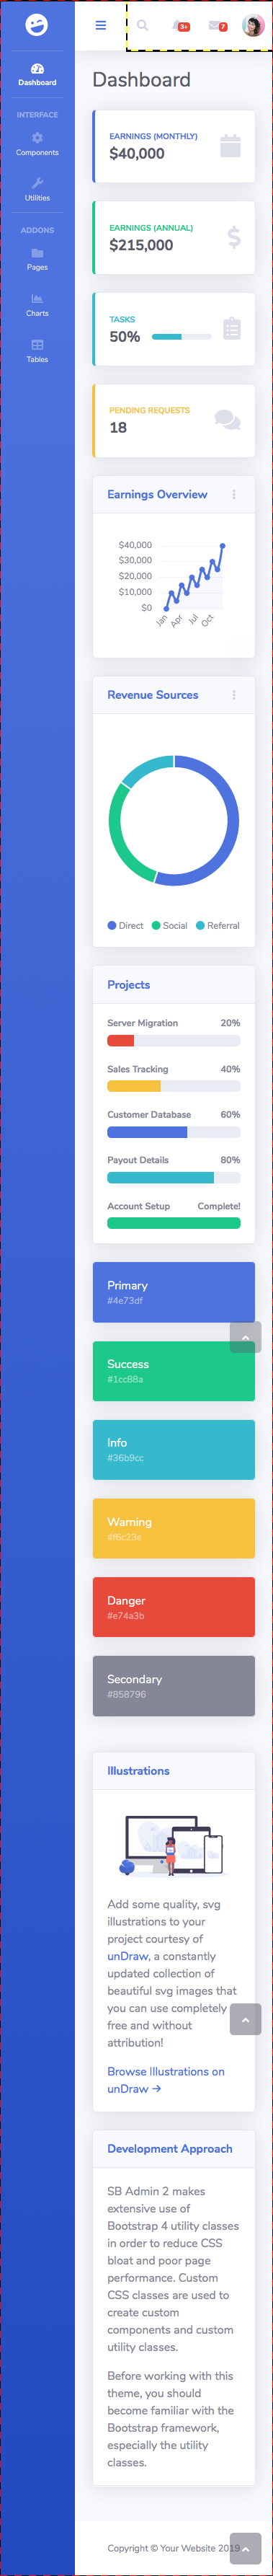 Dashboard
INTERFACE
Components
Utilities
ADDONS
Pages
Charts
Tables
3+
7
Dashboard
EARNINGS (MONTHLY)
$40,000
EARNINGS (ANNUAL)
$215,000
TASKS
50%
PENDING REQUESTS
18
Earnings Overview
$40,000
$30,000
$20,000
$10,000
$0
Jan Apr Jul Oct
Revenue Sources
Direct Social Referral
Projects
Server Migration 20%
Sales Tracking 40%
Customer Database 60%
Payout Details 80%
Account Setup Complete!
Primary
#4e73df
Success
#1cc88a
Info
#36b9cc
Warning
#f6c23e
Danger
#e74a3b
Secondary
#858796
Illustrations
Add some quality, svg
illustrations to your
project courtesy of
unDraw, a constantly
updated collection of
beautiful svg images that
you can use completely
free and without
attribution!
Browse Illustrations on
unDraw →
Development Approach
SB Admin 2 makes
extensive use of
Bootstrap 4 utility classes
in order to reduce CSS
bloat and poor page
performance. Custom
CSS classes are used to
create custom
components and custom
utility classes.
Before working with this
theme, you should
become familiar with the
Bootstrap framework,
especially the utility
classes.
Copyright © Your Website 2019